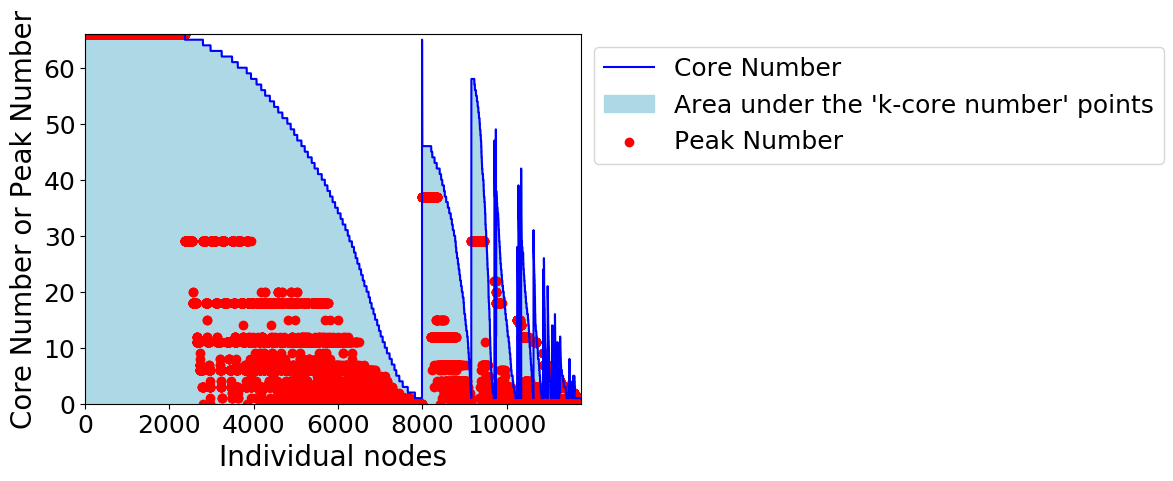 Core Number or Peak Number
60
50
40
30
20
10
0
0 2000 4000 6000 8000 10000
Individual nodes
Core Number
Area under the 'k-core number' points
Peak Number